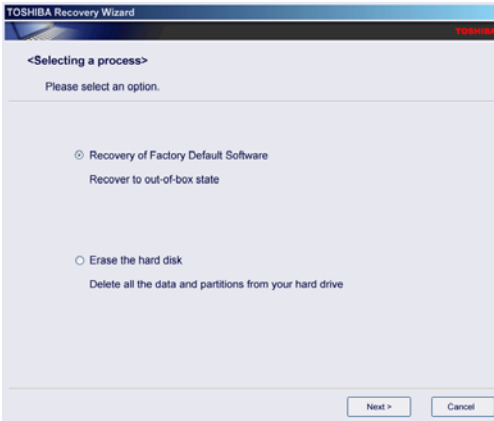 TOSHIBA Recovery Wizard
TOSHIBA
<Selecting a process>
Please select an option.
Recovery of Factory Default Software
Recover to out-of-box state
Erase the hard disk
Delete all the data and partitions from your hard drive
Next >
Cancel